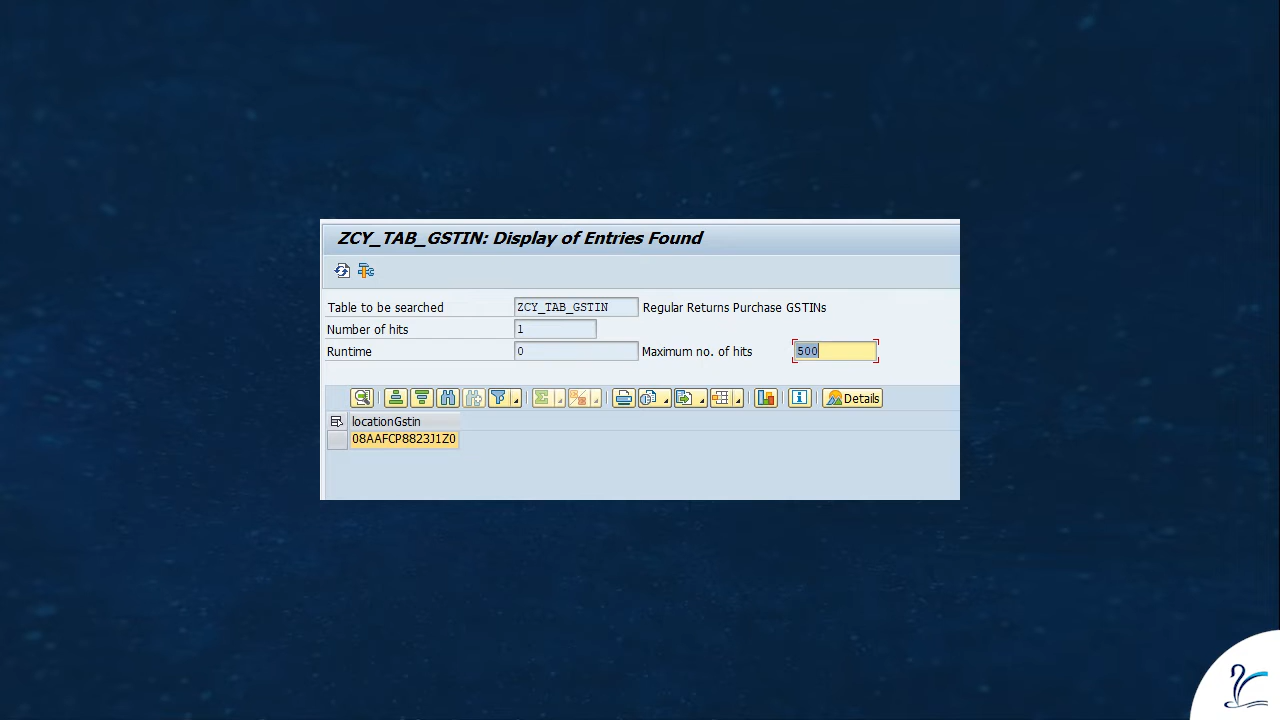 ZCY_TAB_GSTIN: Display of Entries Found
Table to be searched ZCY_TAB_GSTIN Regular Returns Purchase GSTINs
Number of hits 1
Runtime 0 Maximum no. of hits 500
Details
locationGstin
08AAFCP8823J1Z0